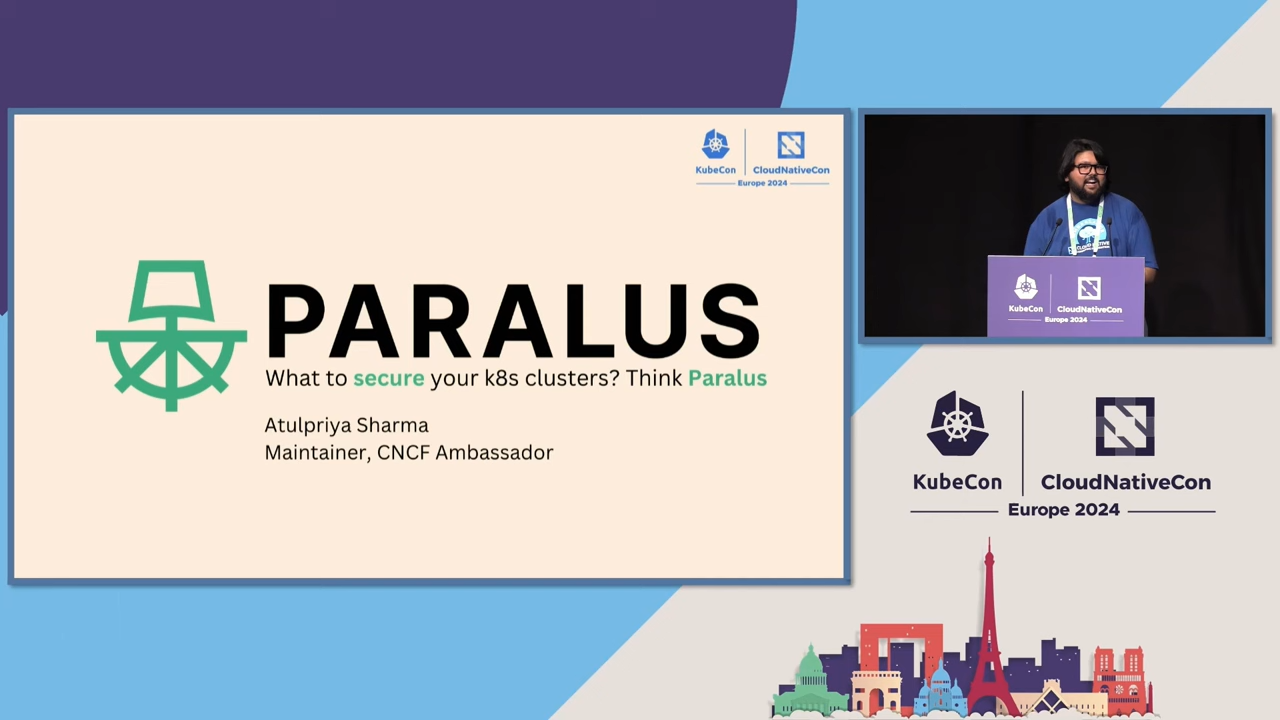 KubeCon
CloudNativeCon
Europe 2024
PARALUS
What to secure your k8s clusters? Think Paralus
Atulpriya Sharma
Maintainer, CNCF Ambassador
KubeCon
CloudNativeCon
Europe 2024
KubeCon
CloudNativeCon
Europe 2024